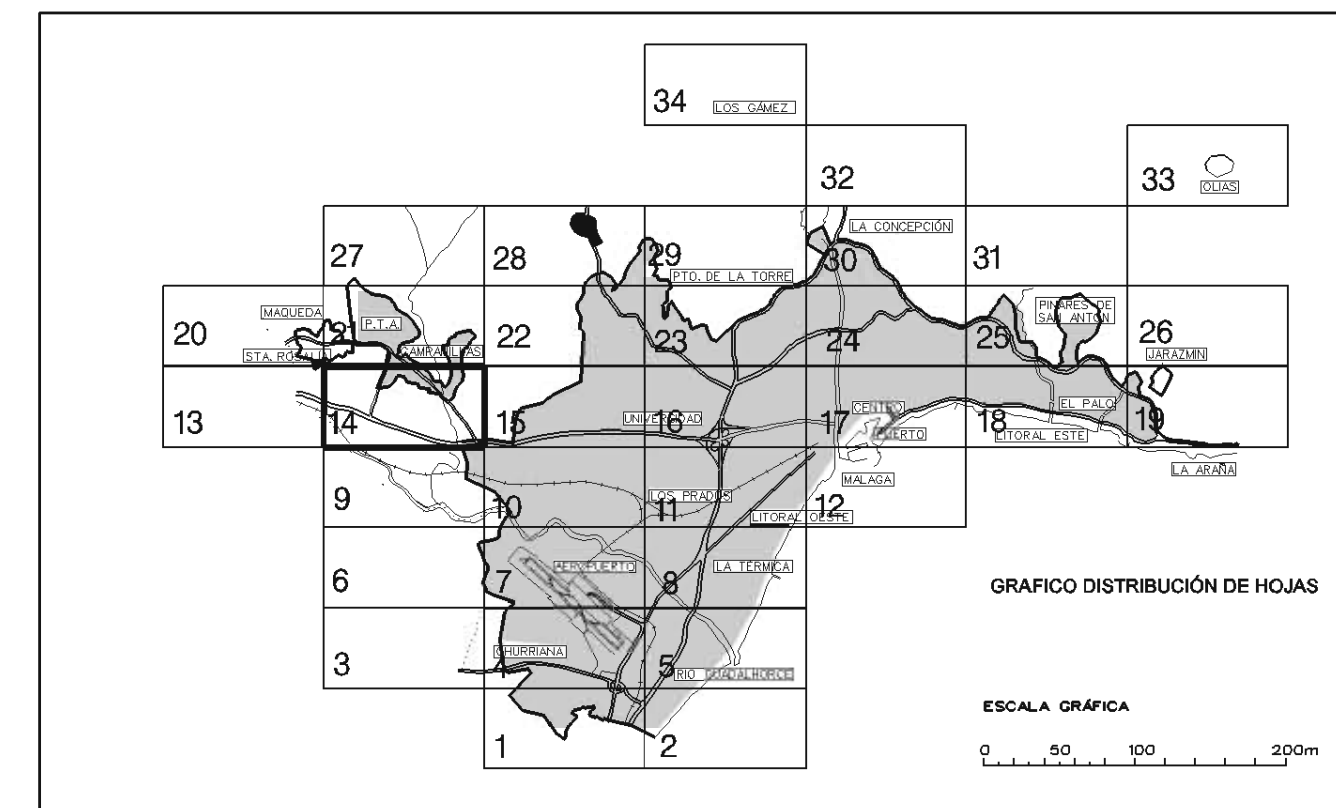 34 LOS GÁMEZ
32
33 OLIAS
27
28
29 PTO. DE LA TORRE
30 LA CONCEPCIÓN
31
20 MAQUEDA
STA. ROSALIA
21 P.T.A.
CAMPANILLAS
22
23
24
25 PINARES DE
SAN ANTON
26
JARAZMIN
13
14
15
UNIVERSIDAD
16
17
CENTRO
PUERTO
MALAGA
18
EL PALO
LITORAL ESTE
19
LA ARAÑA
9
10
LOS PRADOS
11
LITORAL OESTE
12
6
7
AEROPUERTO
8
LA TÉRMICA
GRAFICO DISTRIBUCIÓN DE HOJAS
3
CHURRIANA
5
RIO GUADALHORCE
1
2
ESCALA GRÁFICA
0 50 100 200m